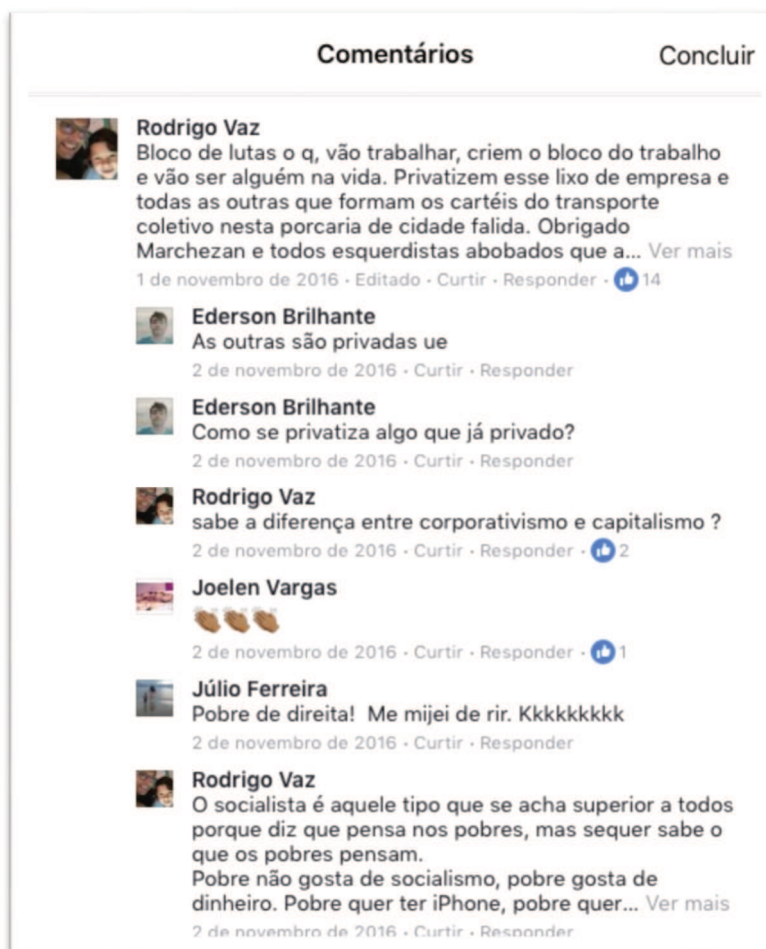 Comentários Concluir
Rodrigo Vaz
Bloco de lutas o q, vão trabalhar, criem o bloco do trabalho
e vão ser alguém na vida. Privatizem esse lixo de empresa e
todas as outras que formam os cartéis do transporte
coletivo nesta porcaria de cidade falida. Obrigado
Marchezan e todos esquerdistas abobados que a... Ver mais
1 de novembro de 2016 · Editado · Curtir · Responder · 14
Ederson Brilhante
As outras são privadas ue
2 de novembro de 2016 · Curtir · Responder
Ederson Brilhante
Como se privatiza algo que já privado?
2 de novembro de 2016 · Curtir · Responder
Rodrigo Vaz
sabe a diferença entre corporativismo e capitalismo ?
2 de novembro de 2016 · Curtir · Responder · 2
Joelen Vargas
👏🏾👏🏾👏🏾
2 de novembro de 2016 · Curtir · Responder · 1
Júlio Ferreira
Pobre de direita! Me mijei de rir. Kkkkkkkkk
2 de novembro de 2016 · Curtir · Responder
Rodrigo Vaz
O socialista é aquele tipo que se acha superior a todos
porque diz que pensa nos pobres, mas sequer sabe o
que os pobres pensam.
Pobre não gosta de socialismo, pobre gosta de
dinheiro. Pobre quer ter iPhone, pobre quer... Ver mais
2 de novembro de 2016 · Curtir · Responder